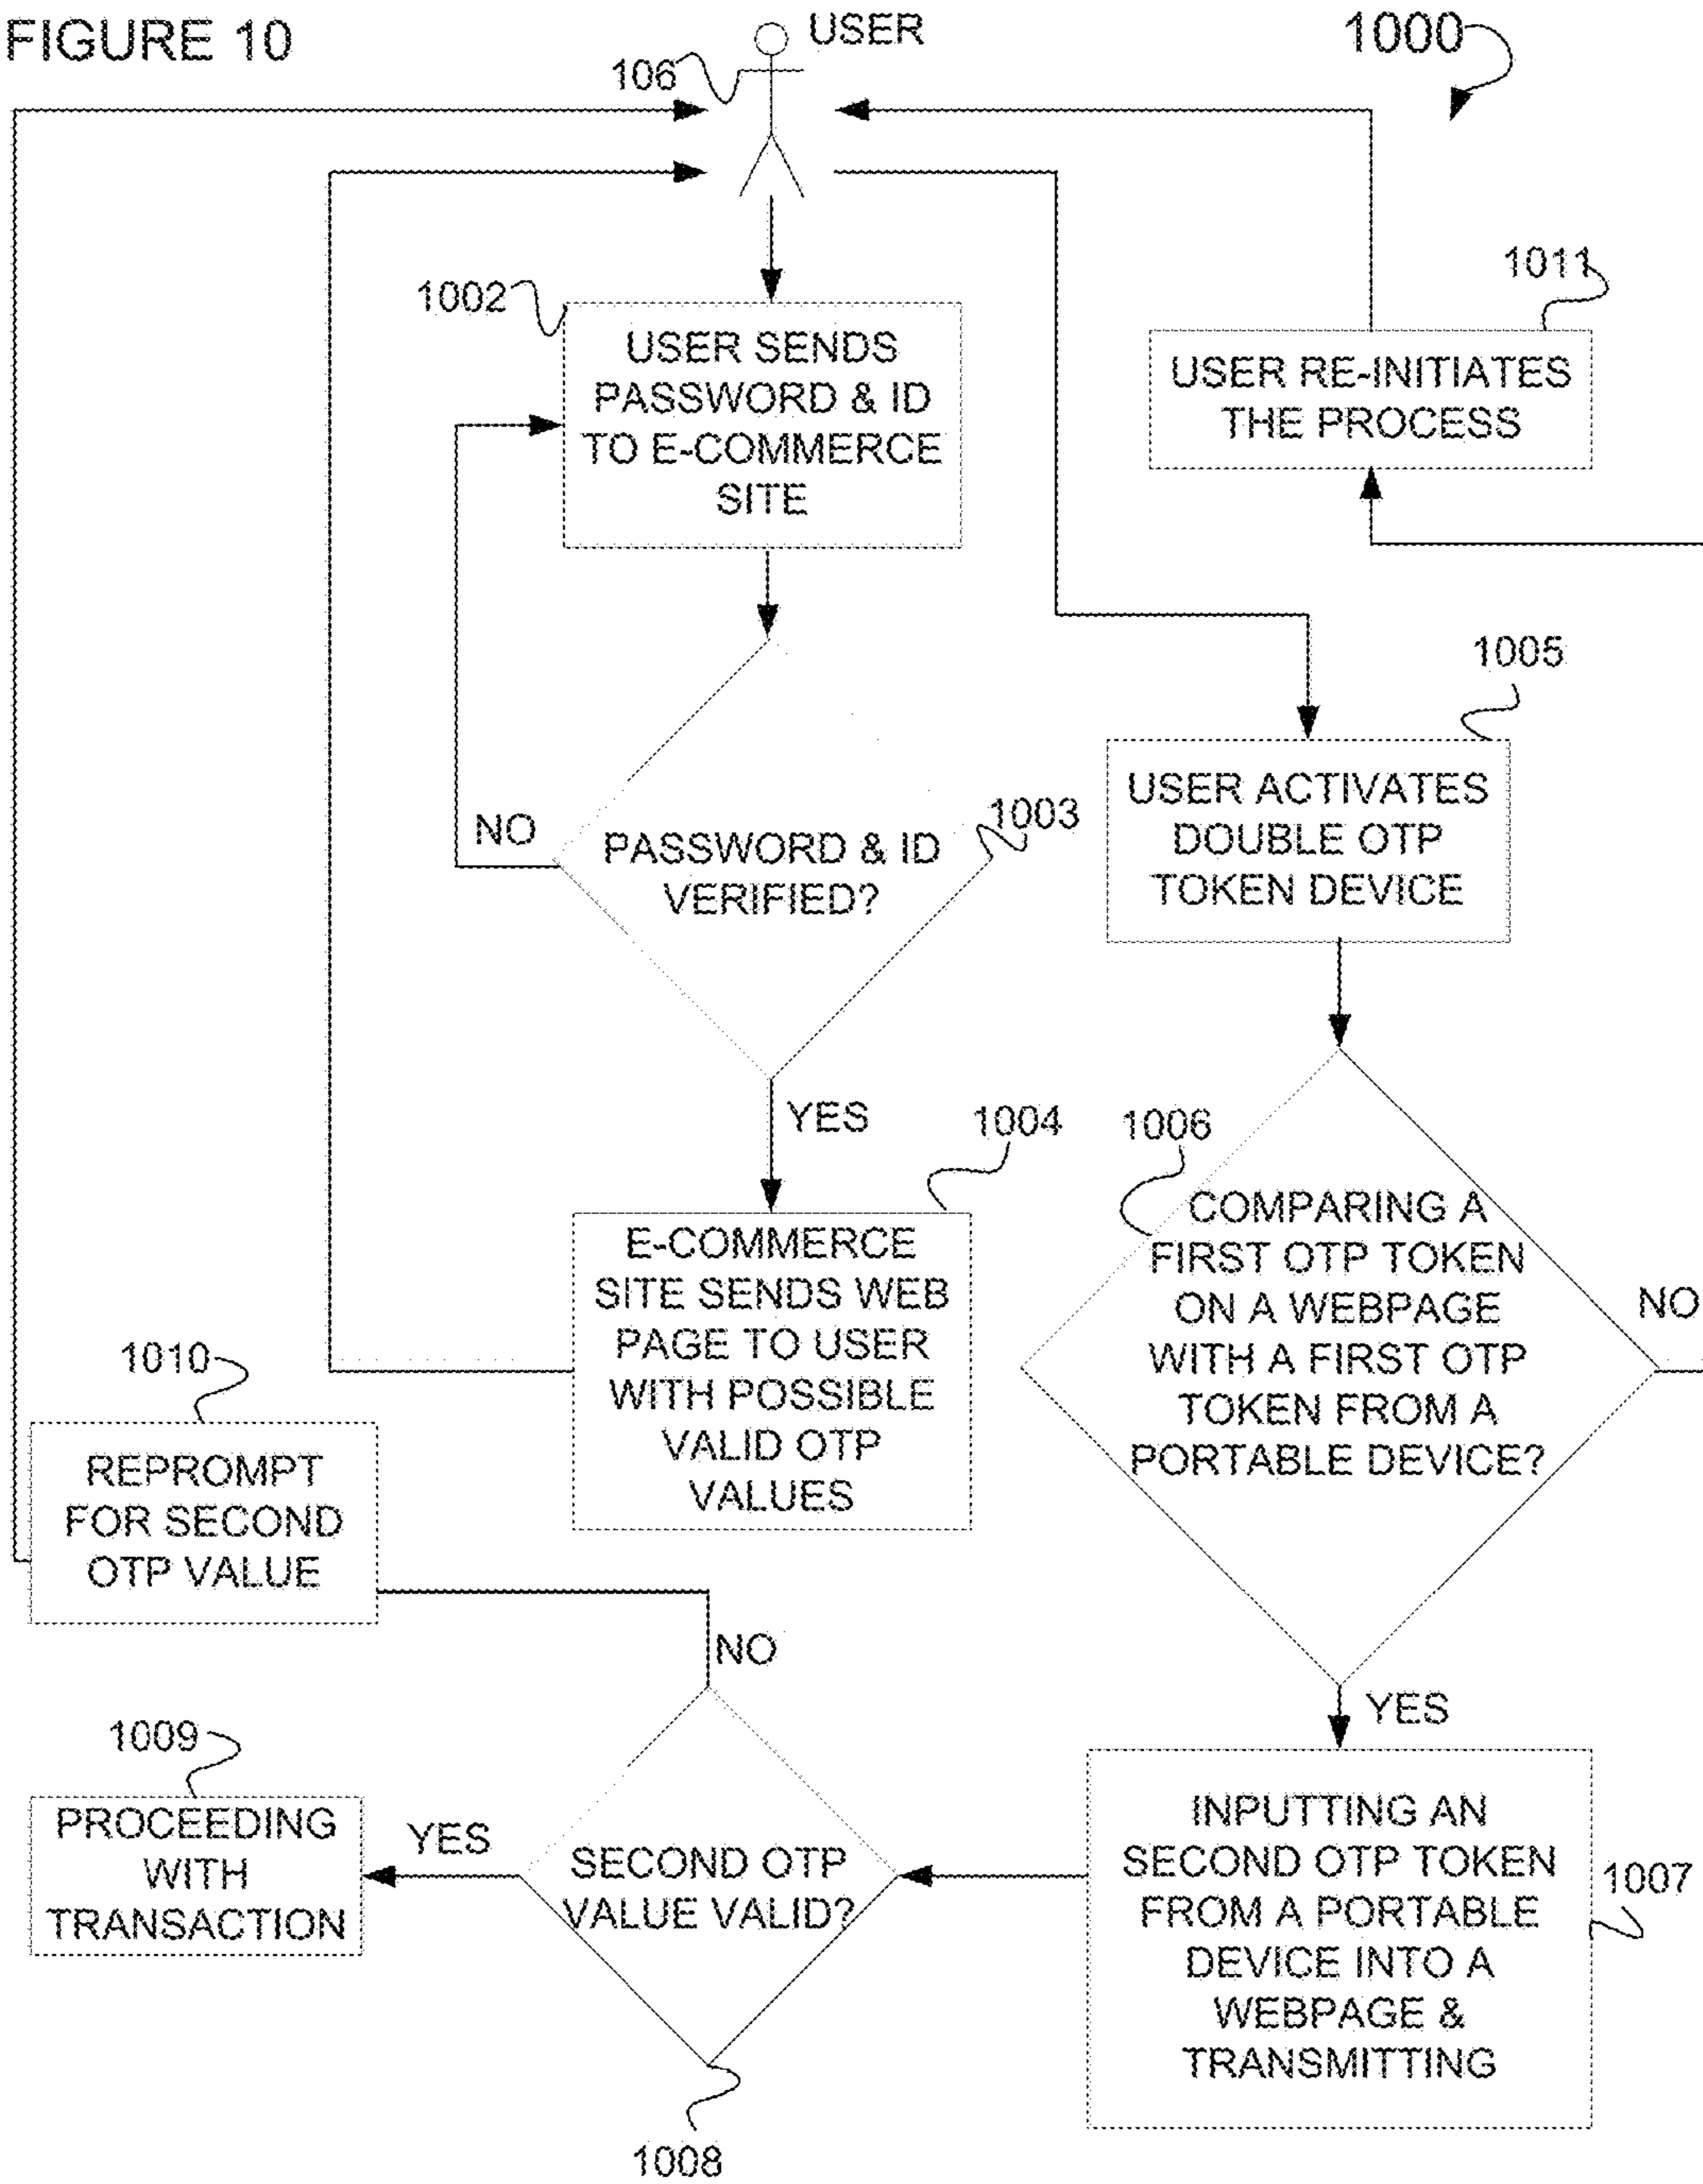 FIGURE 10
USER
1000
106
1002
USER SENDS
PASSWORD & ID
TO E-COMMERCE
SITE
1011
USER RE-INITIATES
THE PROCESS
NO
PASSWORD & ID
VERIFIED?
1003
1005
USER ACTIVATES
DOUBLE OTP
TOKEN DEVICE
YES
1004
E-COMMERCE
SITE SENDS WEB
PAGE TO USER
WITH POSSIBLE
VALID OTP
VALUES
1006
COMPARING A
FIRST OTP TOKEN
ON A WEBPAGE
WITH A FIRST OTP
TOKEN FROM A
PORTABLE DEVICE?
NO
1010
REPROMPT
FOR SECOND
OTP VALUE
NO
YES
1009
PROCEEDING
WITH
TRANSACTION
YES
SECOND OTP
VALUE VALID?
1008
INPUTTING AN
SECOND OTP TOKEN
FROM A PORTABLE
DEVICE INTO A
WEBPAGE &
TRANSMITTING
1007